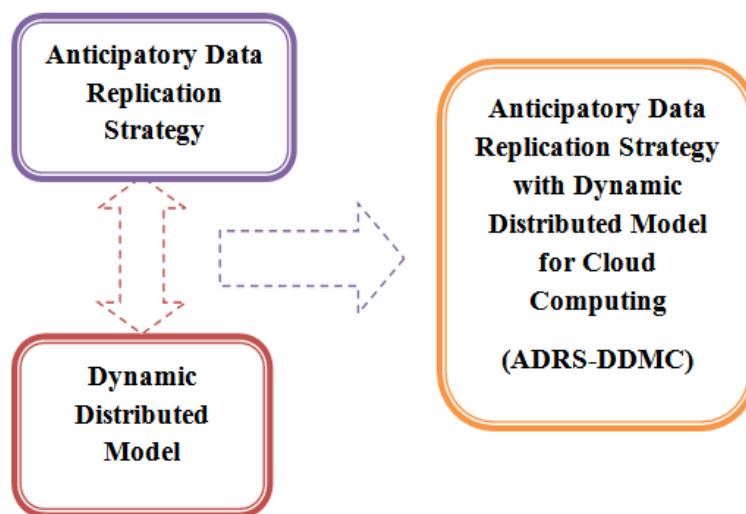 Anticipatory Data
Replication
Strategy
Dynamic
Distributed
Model
Anticipatory Data
Replication Strategy
with Dynamic
Distributed Model
for Cloud
Computing
(ADRS-DDMC)